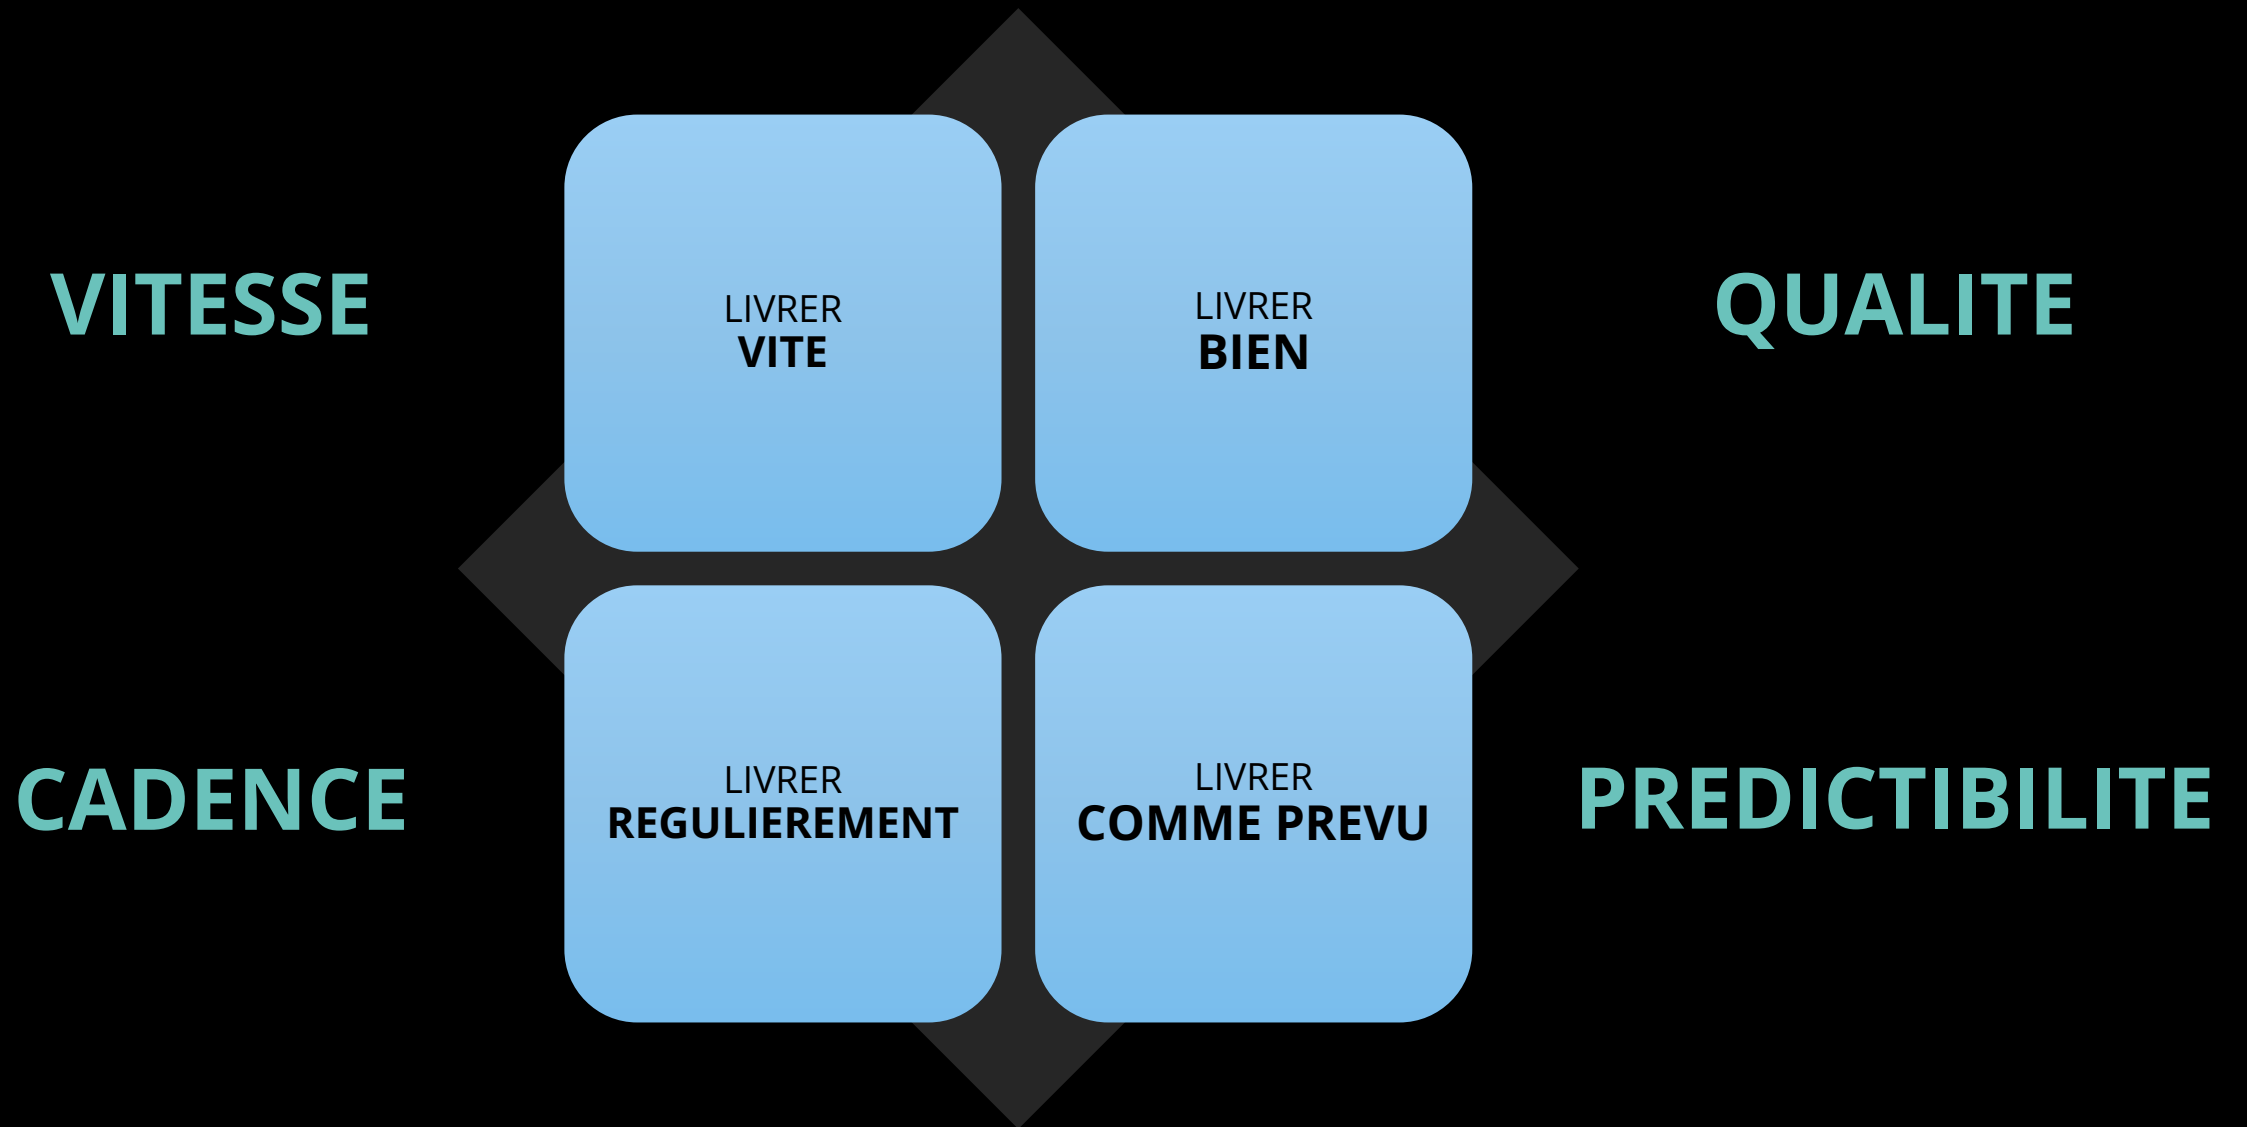 VITESSE
LIVRER
VITE
LIVRER
BIEN
QUALITE
CADENCE
LIVRER
REGULIEREMENT
LIVRER
COMME PREVU
PREDICTIBILITE